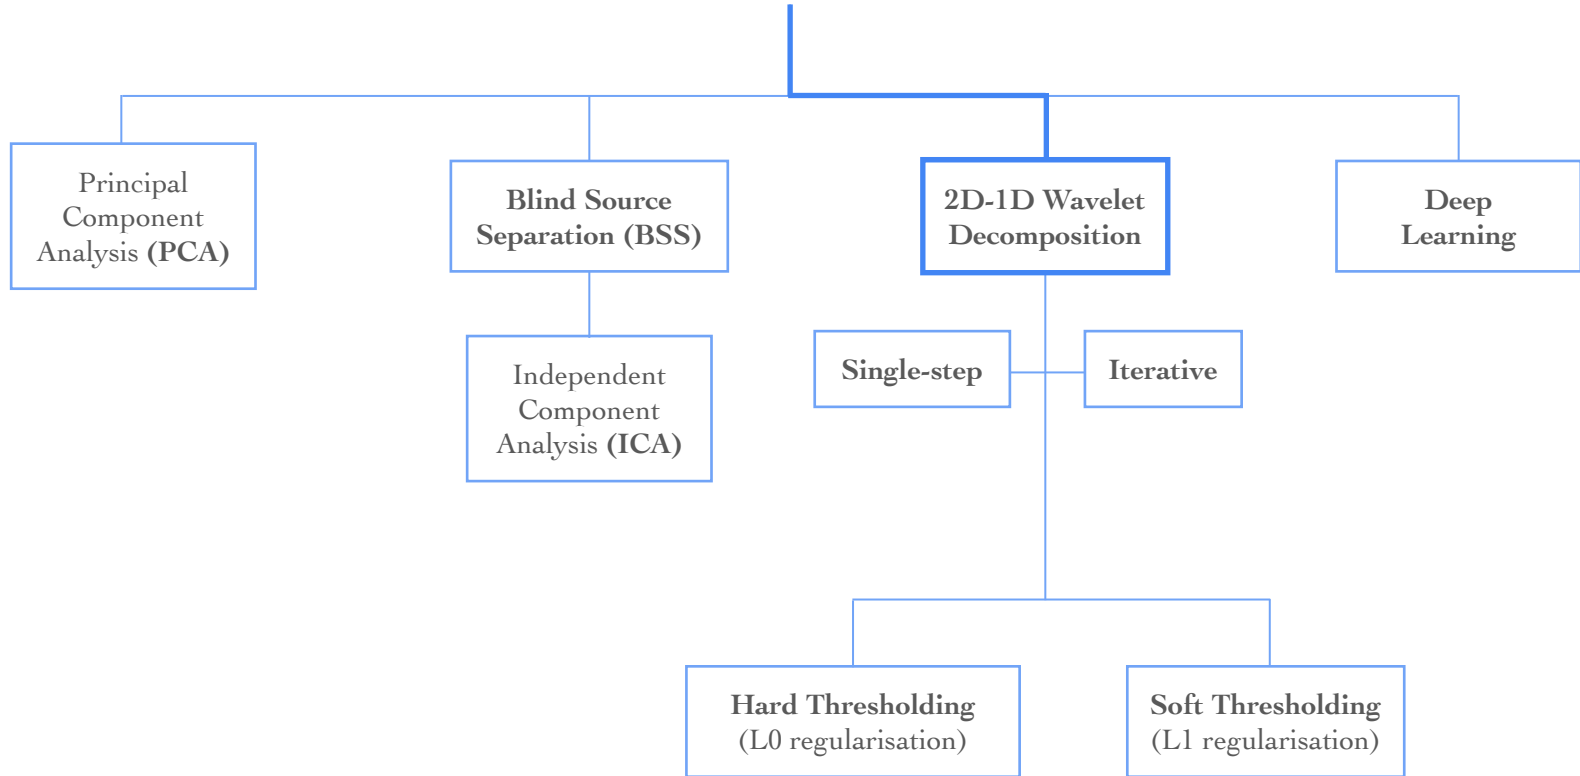 Principal
Component
Analysis (PCA)
Blind Source
Separation (BSS)
2D-1D Wavelet
Decomposition
Deep
Learning
Independent
Component
Analysis (ICA)
Single-step
Iterative
Hard Thresholding
(L0 regularisation)
Soft Thresholding
(L1 regularisation)